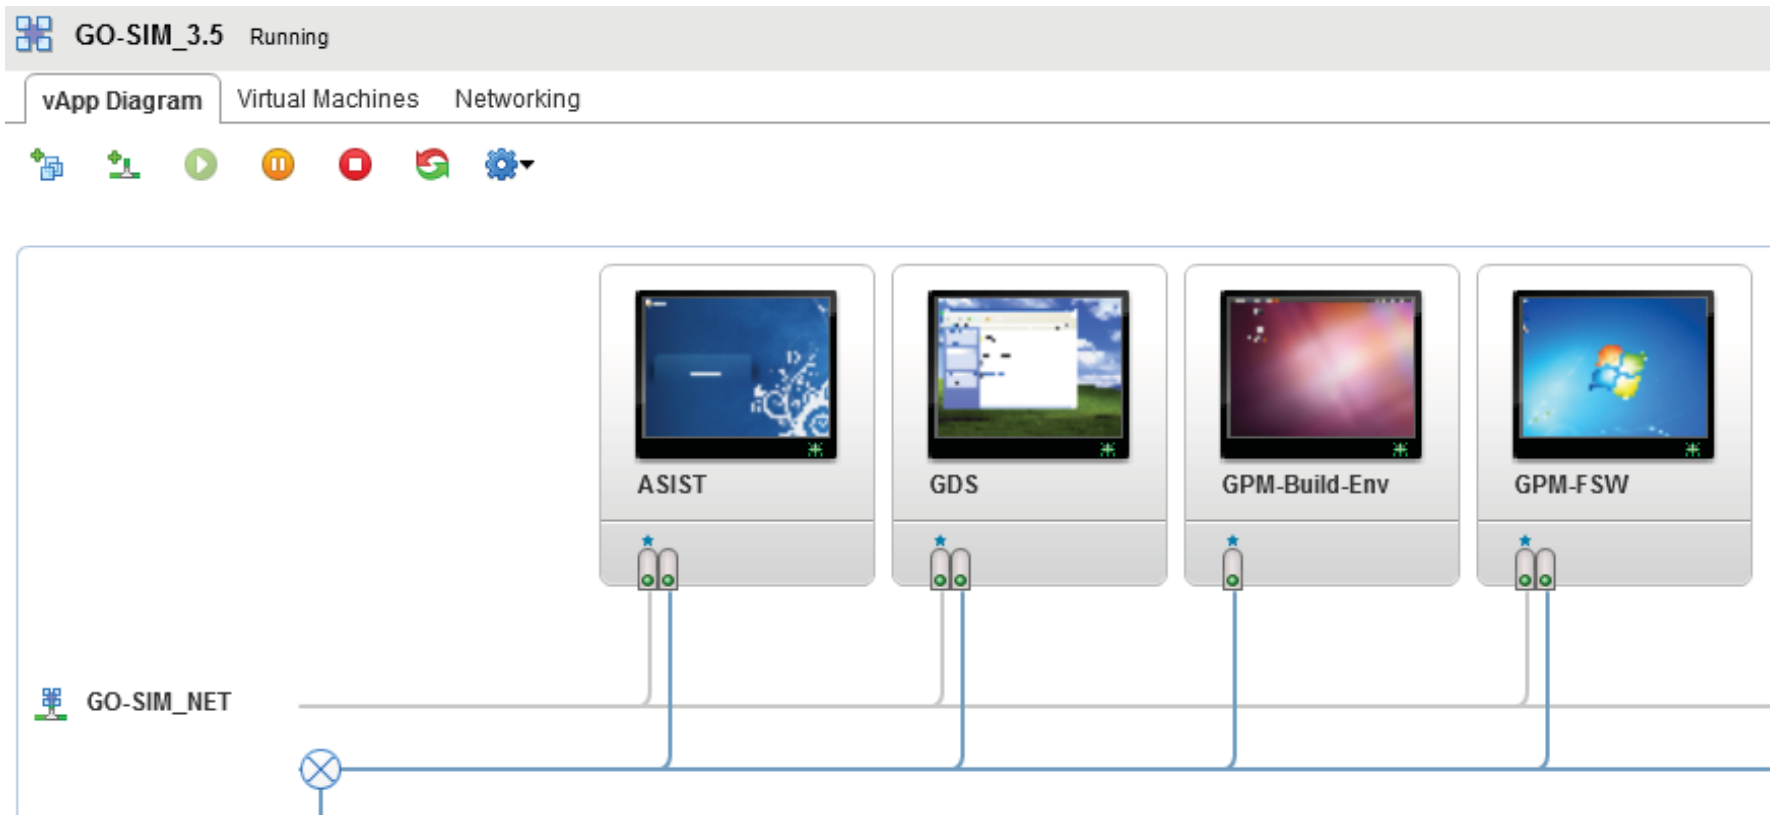 GO-SIM_3.5 Running
vApp Diagram Virtual Machines Networking
ASIST GDS GPM-Build-Env GPM-FSW
GO-SIM_NET